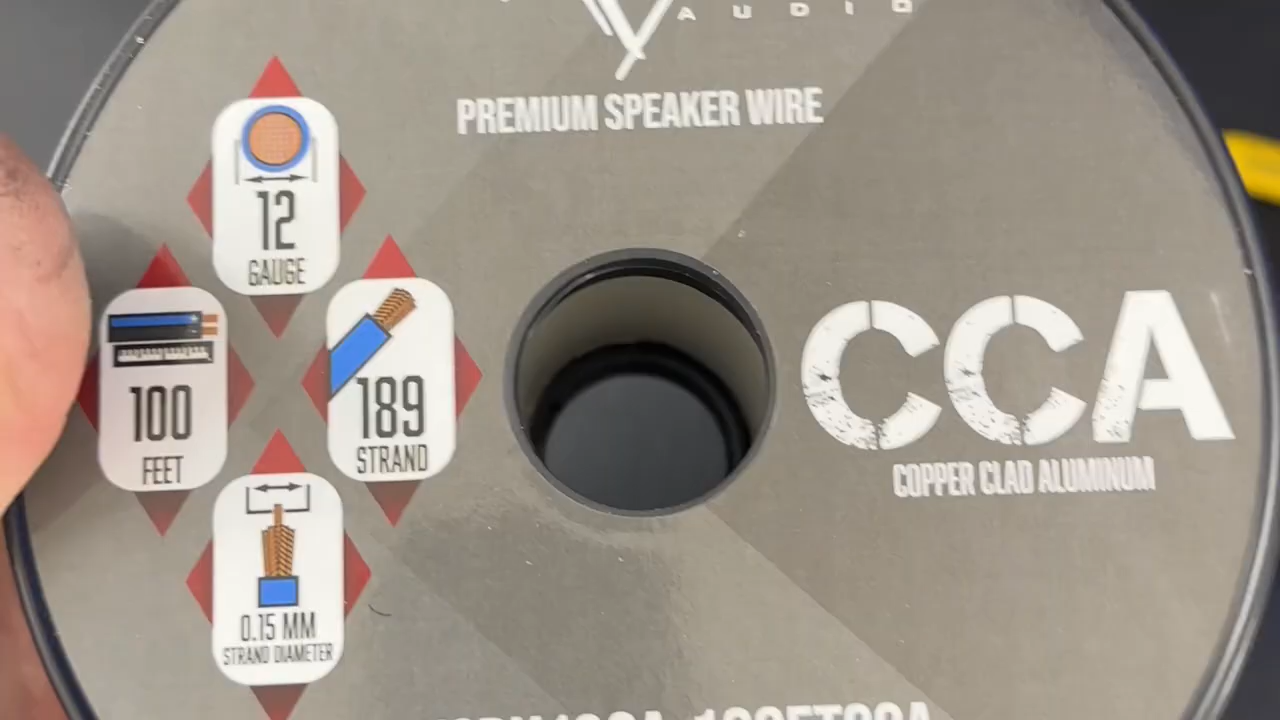 AUDIO
PREMIUM SPEAKER WIRE
12
GAUGE
100
FEET
189
STRAND
0.15 MM
STRAND DIAMETER
CCA
COPPER CLAD ALUMINUM